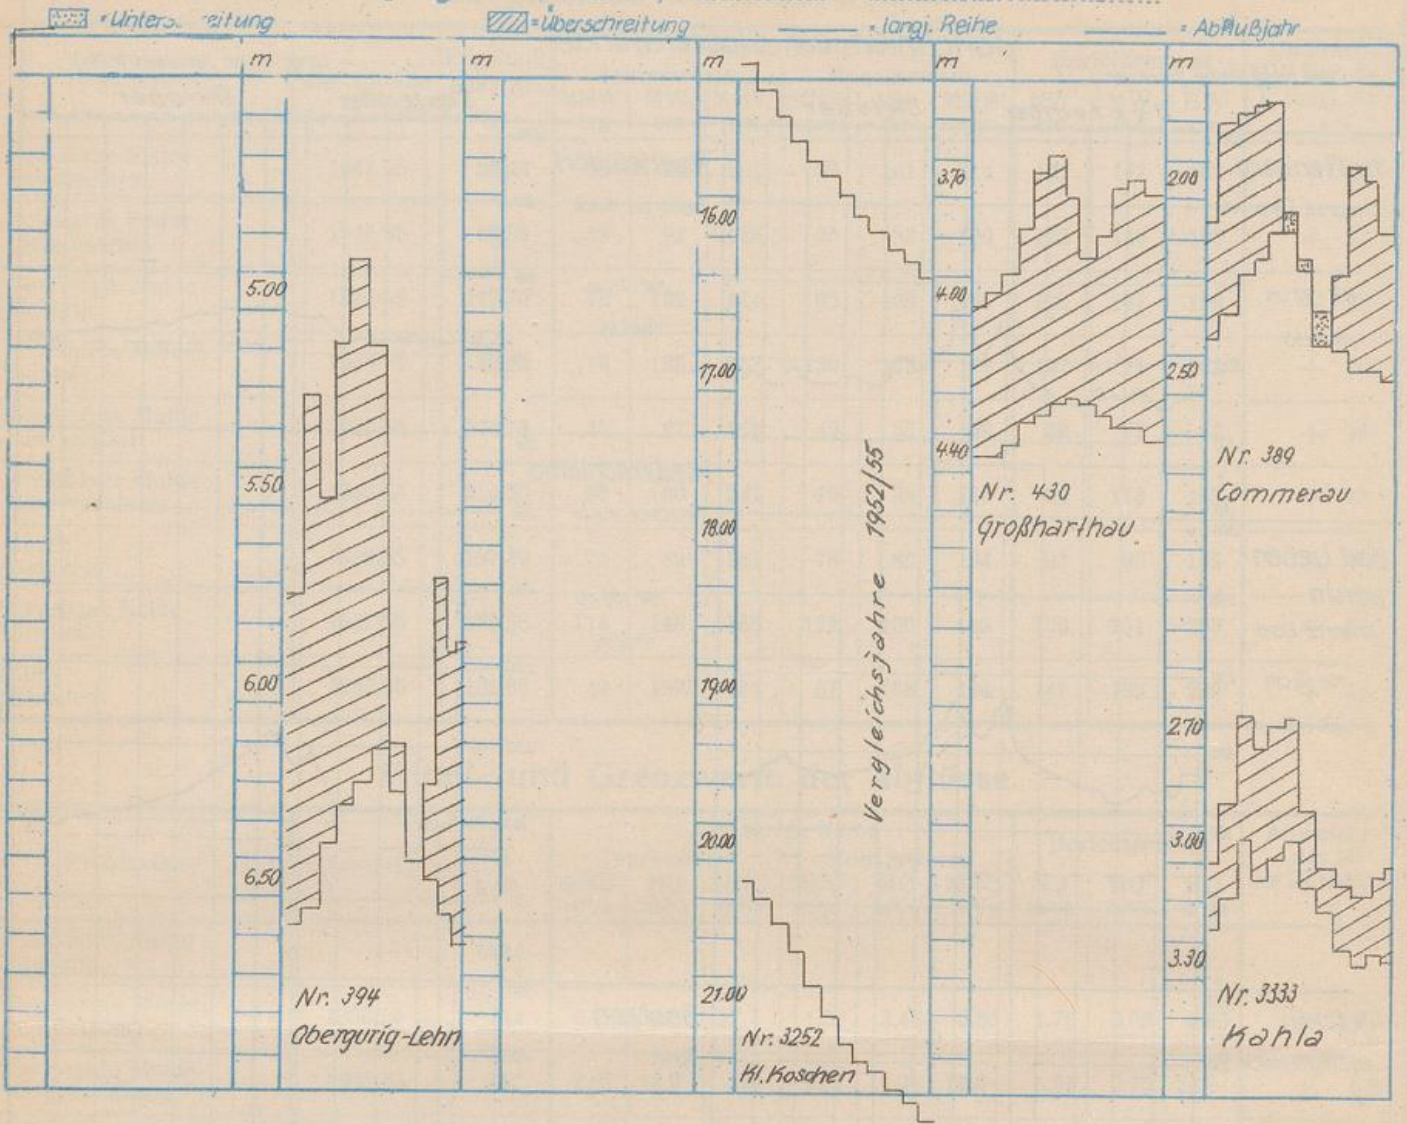 = Überschreitung
= langj. Reihe
= Abflußjahr
m
m
m
m
m
5.00
5.50
6.00
6.50
Nr. 394
Obergurig-Lehn
16.00
17.00
18.00
19.00
20.00
21.00
Nr. 3252
Kl. Koschen
Vergleichsjahre 1952/55
3.70
4.00
4.40
Nr. 430
Großharthau
2.00
2.50
Nr. 389
Commerau
2.70
3.00
3.30
Nr. 3333
Kahla